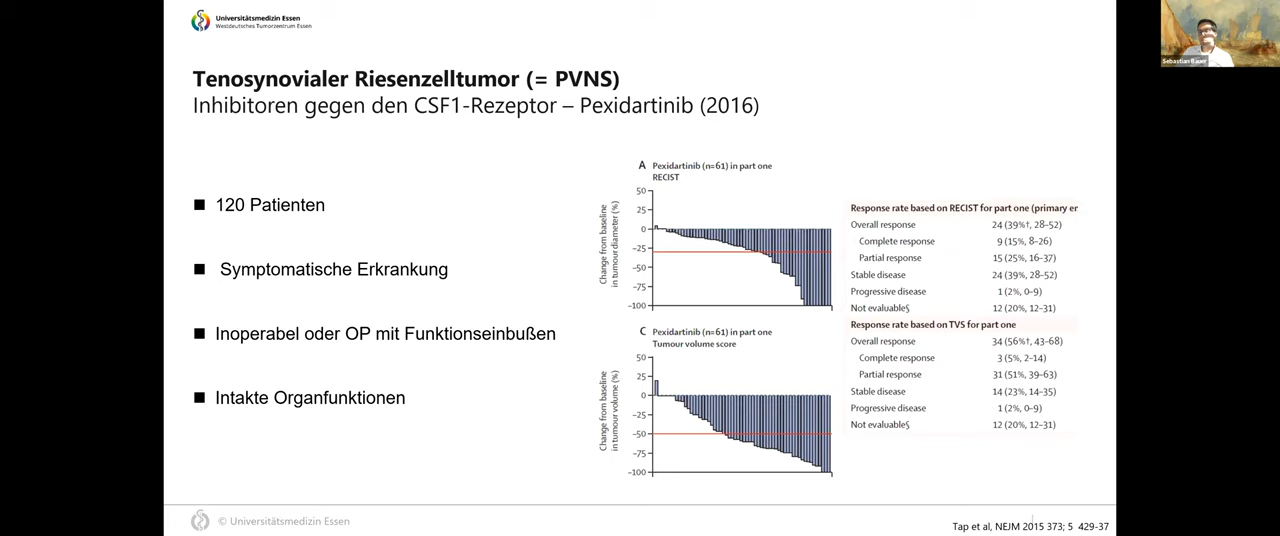 Universitätsmedizin Essen
Westdeutsches Tumorzentrum Essen
Sebastian Bauer
Tenosynovialer Riesenzelltumor (= PVNS)
Inhibitoren gegen den CSF1-Rezeptor – Pexidartinib (2016)
■ 120 Patienten
■ Symptomatische Erkrankung
■ Inoperabel oder OP mit Funktionseinbußen
■ Intakte Organfunktionen
A Pexidartinib (n=61) in part one
RECIST
Change from baseline
in tumour diameter (%)
50
25
0
−25
−50
−75
−100
C Pexidartinib (n=61) in part one
Tumour volume score
Change from baseline
in tumour volume (%)
50
25
0
−25
−50
−75
−100
Response rate based on RECIST for part one (primary er
Overall response 24 (39%†, 28–52)
Complete response 9 (15%, 8–26)
Partial response 15 (25%, 16–37)
Stable disease 24 (39%, 28–52)
Progressive disease 1 (2%, 0–9)
Not evaluable§ 12 (20%, 12–31)
Response rate based on TVS for part one
Overall response 34 (56%†, 43–68)
Complete response 3 (5%, 2–14)
Partial response 31 (51%, 39–63)
Stable disease 14 (23%, 14–35)
Progressive disease 1 (2%, 0–9)
Not evaluable§ 12 (20%, 12–31)
© Universitätsmedizin Essen
Tap et al, NEJM 2015 373; 5 429-37